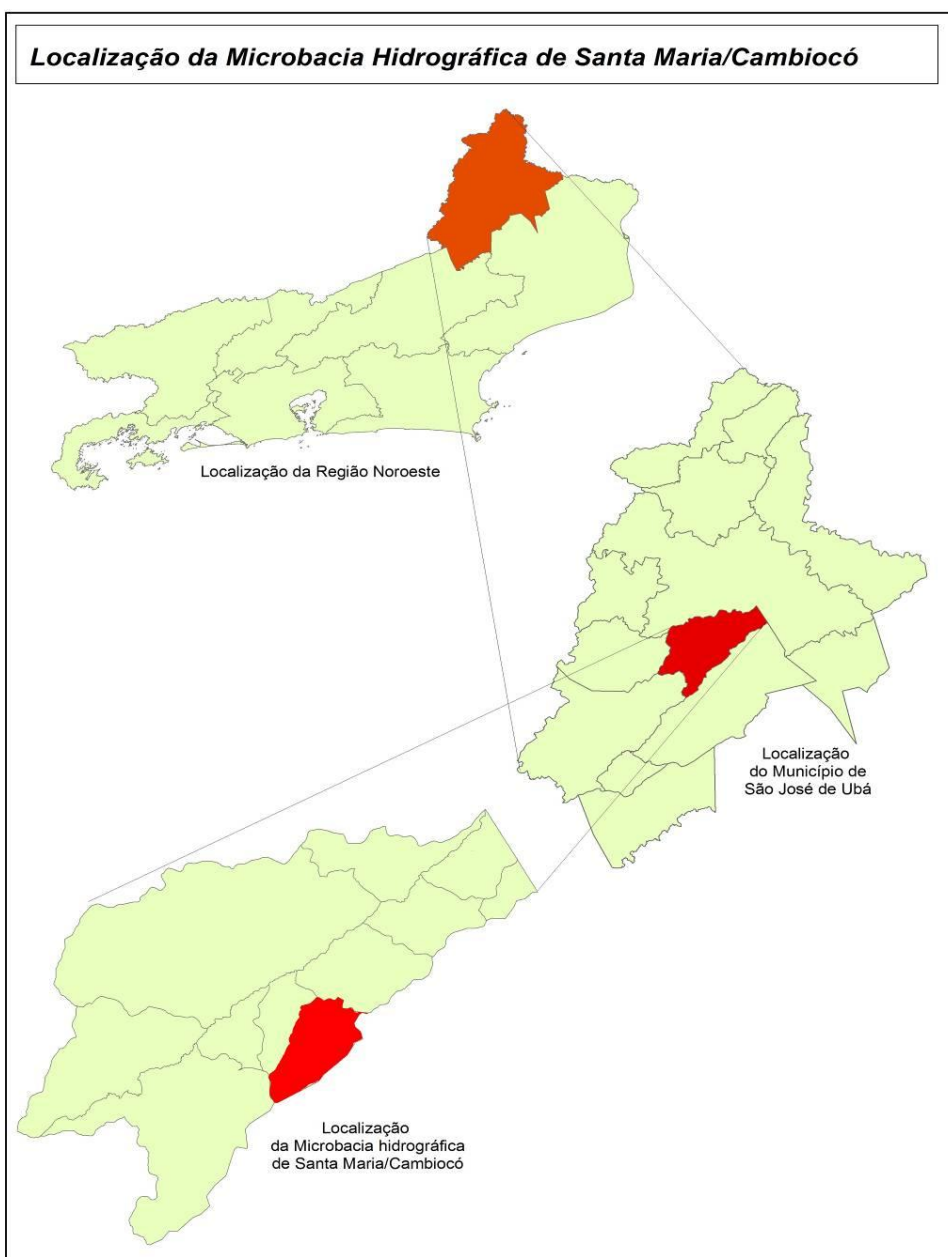 Localização da Microbacia Hidrográfica de Santa Maria/Cambiocó
Localização da Região Noroeste
Localização
do Município de
São José de Ubá
Localização
da Microbacia hidrográfica
de Santa Maria/Cambiocó